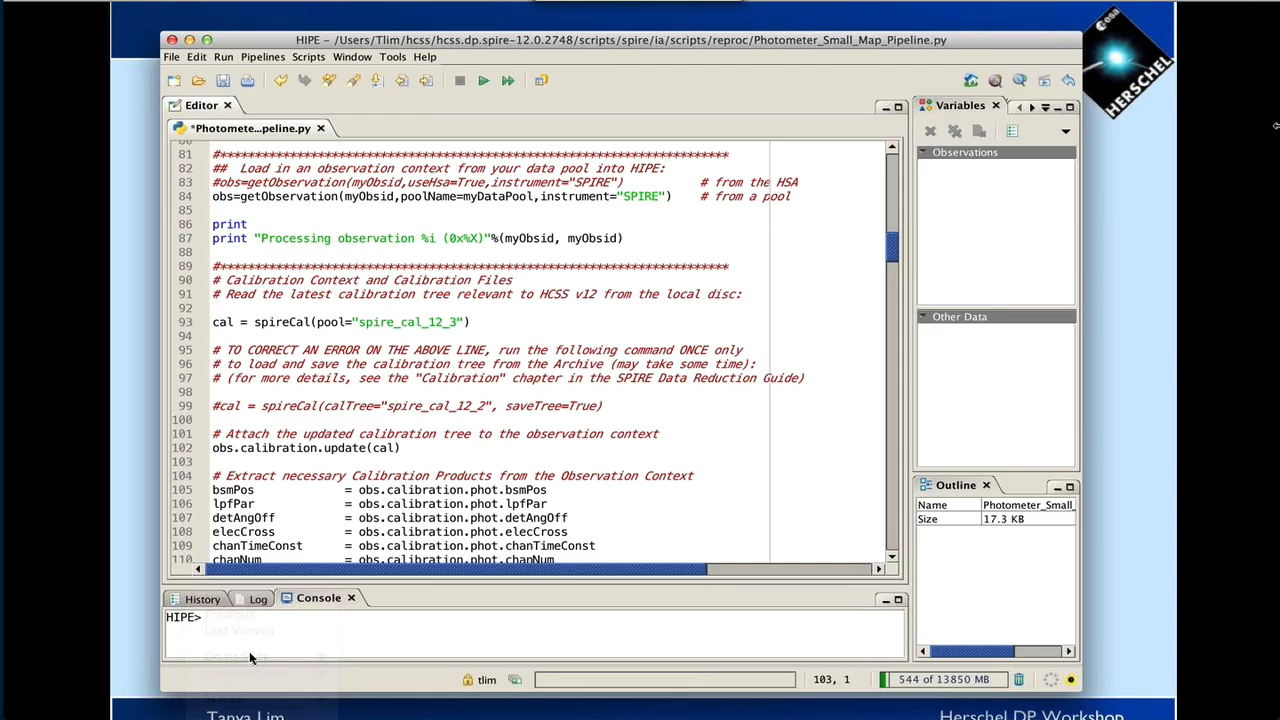 esa
HERSCHEL
HIPE - /Users/Tlim/hcss/hcss.dp.spire-12.0.2748/scripts/spire/ia/scripts/reproc/Photometer_Small_Map_Pipeline.py
File Edit Run Pipelines Scripts Window Tools Help
Editor
*Photomete...peline.py
81 #**************************************************************************
82 ## Load in an observation context from your data pool into HIPE:
83 #obs=getObservation(myObsid,useHsa=True,instrument="SPIRE") # from the HSA
84 obs=getObservation(myObsid,poolName=myDataPool,instrument="SPIRE") # from a pool
85
86 print
87 print "Processing observation %i (0x%X)"%(myObsid, myObsid)
88
89 #**************************************************************************
90 # Calibration Context and Calibration Files
91 # Read the latest calibration tree relevant to HCSS v12 from the local disc:
92
93 cal = spireCal(pool="spire_cal_12_3")
94
95 # TO CORRECT AN ERROR ON THE ABOVE LINE, run the following command ONCE only
96 # to load and save the calibration tree from the Archive (may take some time):
97 # (for more details, see the "Calibration" chapter in the SPIRE Data Reduction Guide)
98
99 #cal = spireCal(calTree="spire_cal_12_2", saveTree=True)
100
101 # Attach the updated calibration tree to the observation context
102 obs.calibration.update(cal)
103
104 # Extract necessary Calibration Products from the Observation Context
105 bsmPos = obs.calibration.phot.bsmPos
106 lpfPar = obs.calibration.phot.lpfPar
107 detAngOff = obs.calibration.phot.detAngOff
108 elecCross = obs.calibration.phot.elecCross
109 chanTimeConst = obs.calibration.phot.chanTimeConst
110 chanNum = obs.calibration.phot.chanNum
Variables
Observations
Other Data
Outline
Name Photometer_Small_
Size 17.3 KB
History Log Console
HIPE>
Last Viewed
tlim
103, 1
544 of 13850 MB
Tanya Lim
Herschel DP Workshop